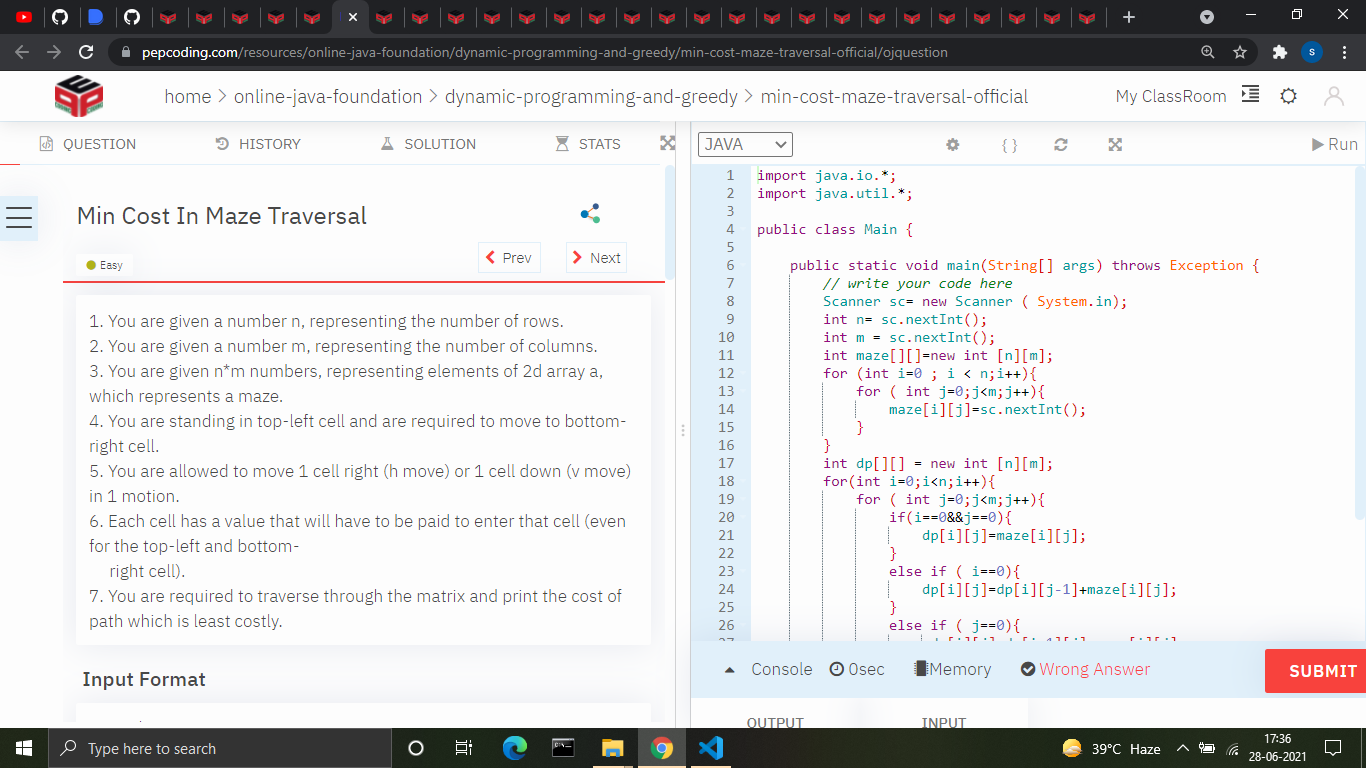 pepcoding.com/resources/online-java-foundation/dynamic-programming-and-greedy/min-cost-maze-traversal-official/ojquestion
home > online-java-foundation > dynamic-programming-and-greedy > min-cost-maze-traversal-official
My ClassRoom
QUESTION
HISTORY
SOLUTION
STATS
Min Cost In Maze Traversal
Easy
Prev
Next
1. You are given a number n, representing the number of rows.
2. You are given a number m, representing the number of columns.
3. You are given n*m numbers, representing elements of 2d array a,
which represents a maze.
4. You are standing in top-left cell and are required to move to bottom-
right cell.
5. You are allowed to move 1 cell right (h move) or 1 cell down (v move)
in 1 motion.
6. Each cell has a value that will have to be paid to enter that cell (even
for the top-left and bottom-
right cell).
7. You are required to traverse through the matrix and print the cost of
path which is least costly.
Input Format
JAVA
{ }
Run
1 import java.io.*;
2 import java.util.*;
3
4 public class Main {
5
6 public static void main(String[] args) throws Exception {
7 // write your code here
8 Scanner sc= new Scanner ( System.in);
9 int n= sc.nextInt();
10 int m = sc.nextInt();
11 int maze[][]=new int [n][m];
12 for (int i=0 ; i < n;i++){
13 for ( int j=0;j<m;j++){
14 maze[i][j]=sc.nextInt();
15 }
16 }
17 int dp[][] = new int [n][m];
18 for(int i=0;i<n;i++){
19 for ( int j=0;j<m;j++){
20 if(i==0&&j==0){
21 dp[i][j]=maze[i][j];
22 }
23 else if ( i==0){
24 dp[i][j]=dp[i][j-1]+maze[i][j];
25 }
26 else if ( j==0){
Console
0sec
Memory
Wrong Answer
SUBMIT
OUTPUT
INPUT
Type here to search
39°C Haze
17:36
28-06-2021